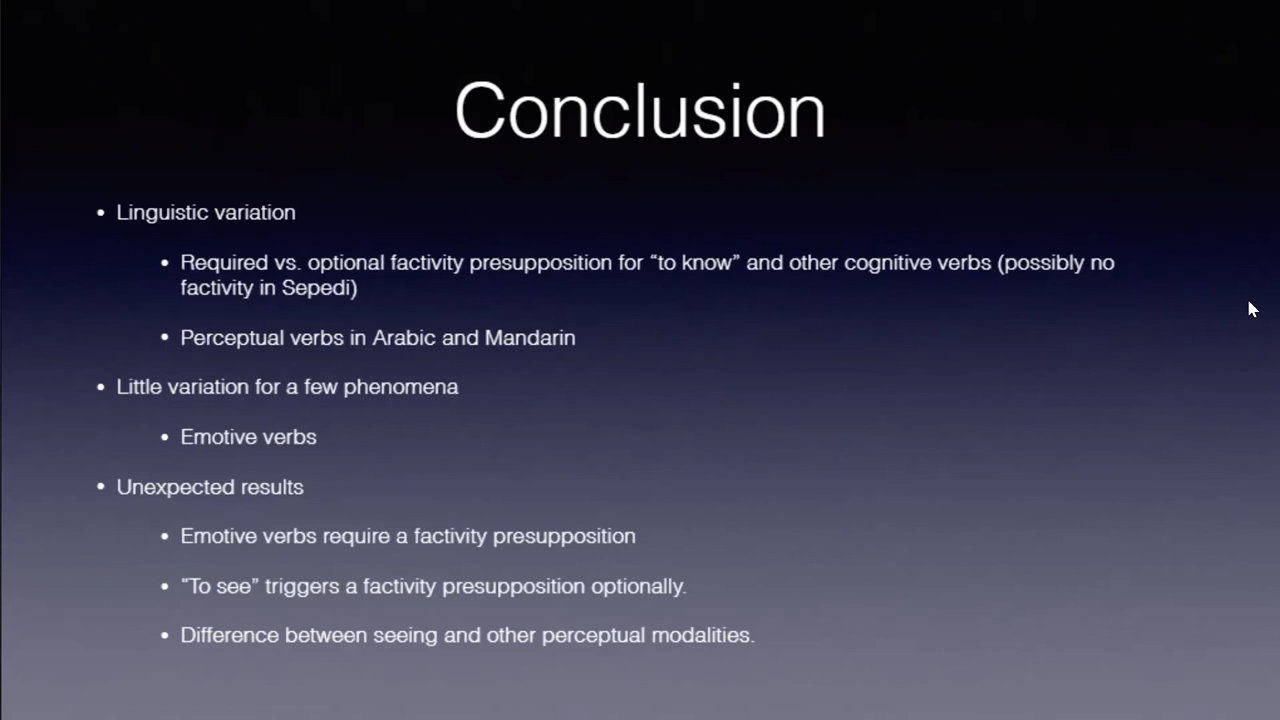 Conclusion
• Linguistic variation
• Required vs. optional factivity presupposition for “to know” and other cognitive verbs (possibly no
factivity in Sepedi)
• Perceptual verbs in Arabic and Mandarin
• Little variation for a few phenomena
• Emotive verbs
• Unexpected results
• Emotive verbs require a factivity presupposition
• “To see” triggers a factivity presupposition optionally.
• Difference between seeing and other perceptual modalities.